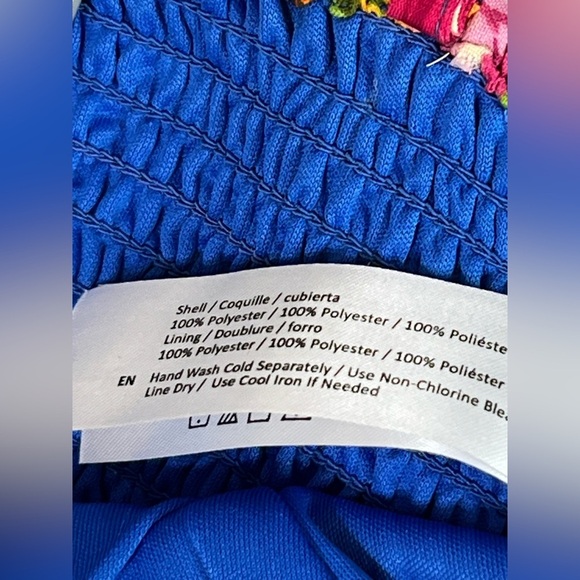 Shell / Coquille / cubierta
100% Polyester / 100% Polyester / 100%
Lining / Doublure / forro
100% Polyester / 100% Polyester / 100% Poliéster
EN Hand Wash Cold Separately / Use Non-Chlorine
Line Dry / Use Cool Iron If Needed